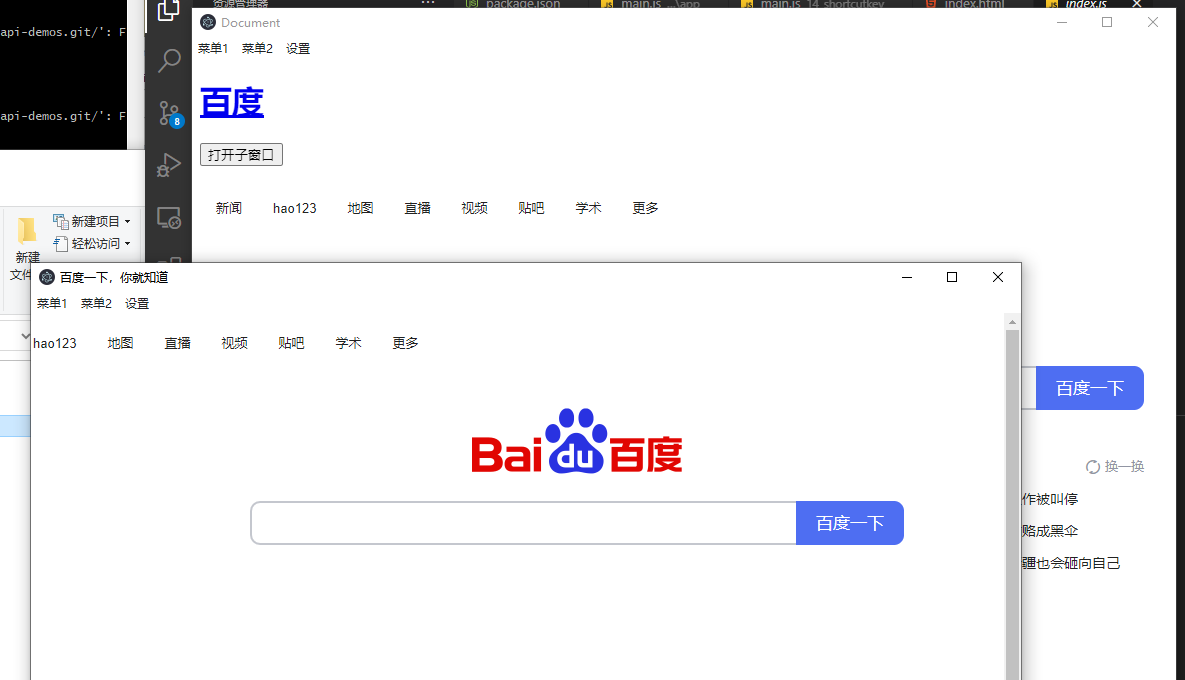 资源管理器
package.json
main.js ...\app
main.js 14 shortcutkey
index.html
index.js
Document
api-demos.git/': F
菜单1 菜单2 设置
百度
8
api-demos.git/': F
打开子窗口
新闻 hao123 地图 直播 视频 贴吧 学术 更多
新建项目
轻松访问
新建
文件
百度一下，你就知道
菜单1 菜单2 设置
hao123 地图 直播 视频 贴吧 学术 更多
百度一下
Bai du 百度
换一换
作被叫停
百度一下
赂成黑伞
疆也会砸向自己